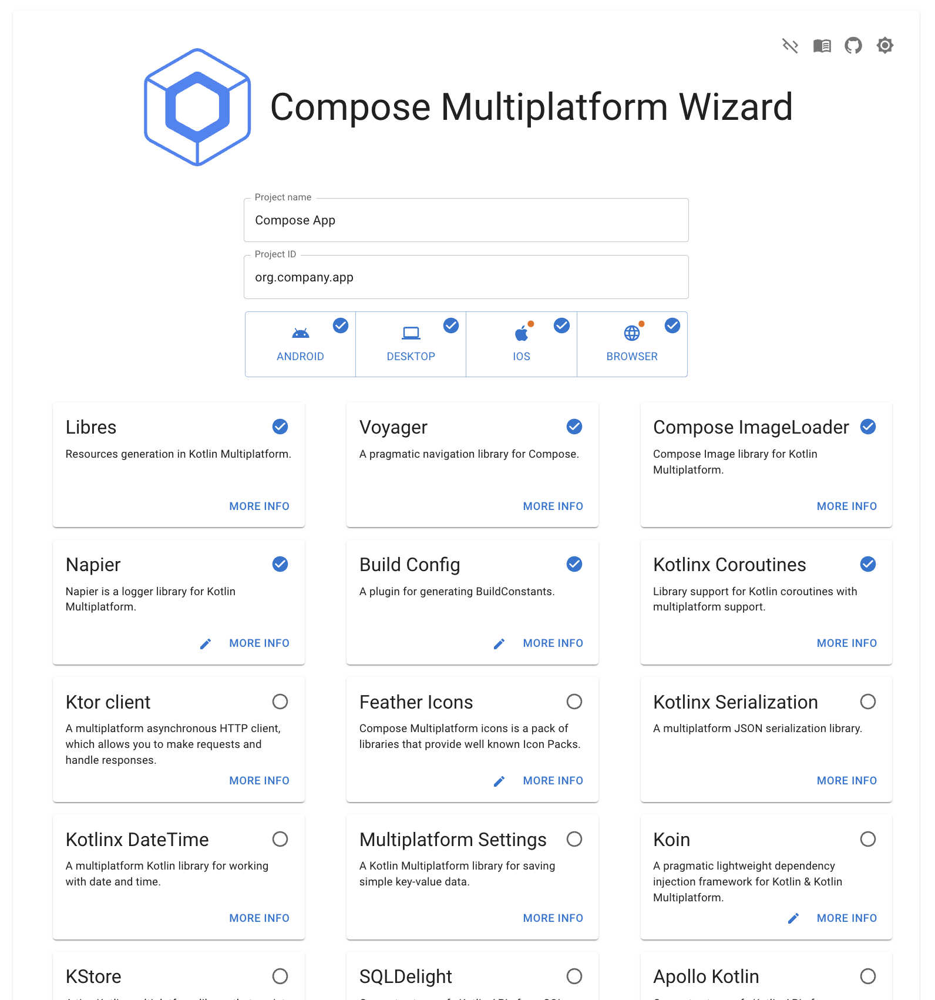 Compose Multiplatform Wizard
Project name
Compose App
Project ID
org.company.app
ANDROID
DESKTOP
IOS
BROWSER
Libres
Resources generation in Kotlin Multiplatform.
MORE INFO
Voyager
A pragmatic navigation library for Compose.
MORE INFO
Compose ImageLoader
Compose Image library for Kotlin
Multiplatform.
MORE INFO
Napier
Napier is a logger library for Kotlin
Multiplatform.
MORE INFO
Build Config
A plugin for generating BuildConstants.
MORE INFO
Kotlinx Coroutines
Library support for Kotlin coroutines with
multiplatform support.
MORE INFO
Ktor client
A multiplatform asynchronous HTTP client,
which allows you to make requests and
handle responses.
MORE INFO
Feather Icons
Compose Multiplatform icons is a pack of
libraries that provide well known Icon Packs.
MORE INFO
Kotlinx Serialization
A multiplatform JSON serialization library.
MORE INFO
Kotlinx DateTime
A multiplatform Kotlin library for working
with date and time.
MORE INFO
Multiplatform Settings
A Kotlin Multiplatform library for saving
simple key-value data.
MORE INFO
Koin
A pragmatic lightweight dependency
injection framework for Kotlin & Kotlin
Multiplatform.
MORE INFO
KStore
SQLDelight
Apollo Kotlin